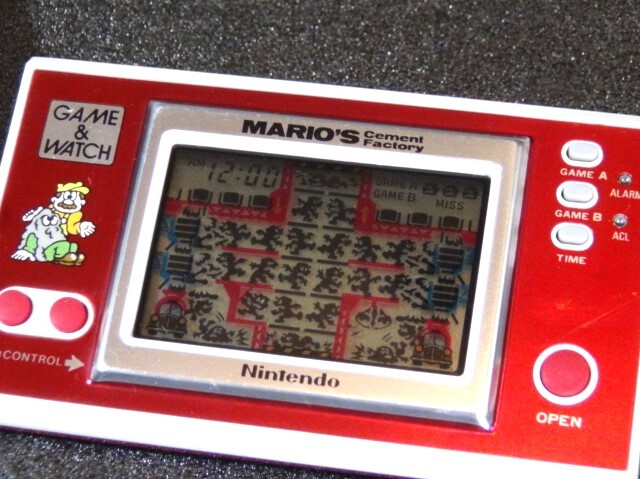 GAME
&
WATCH
MARIO'S Cement
Factory
AM 12:00
GAME A
GAME B
MISS
GAME A
ALARM
GAME B
ACL
TIME
CONTROL
Nintendo
OPEN